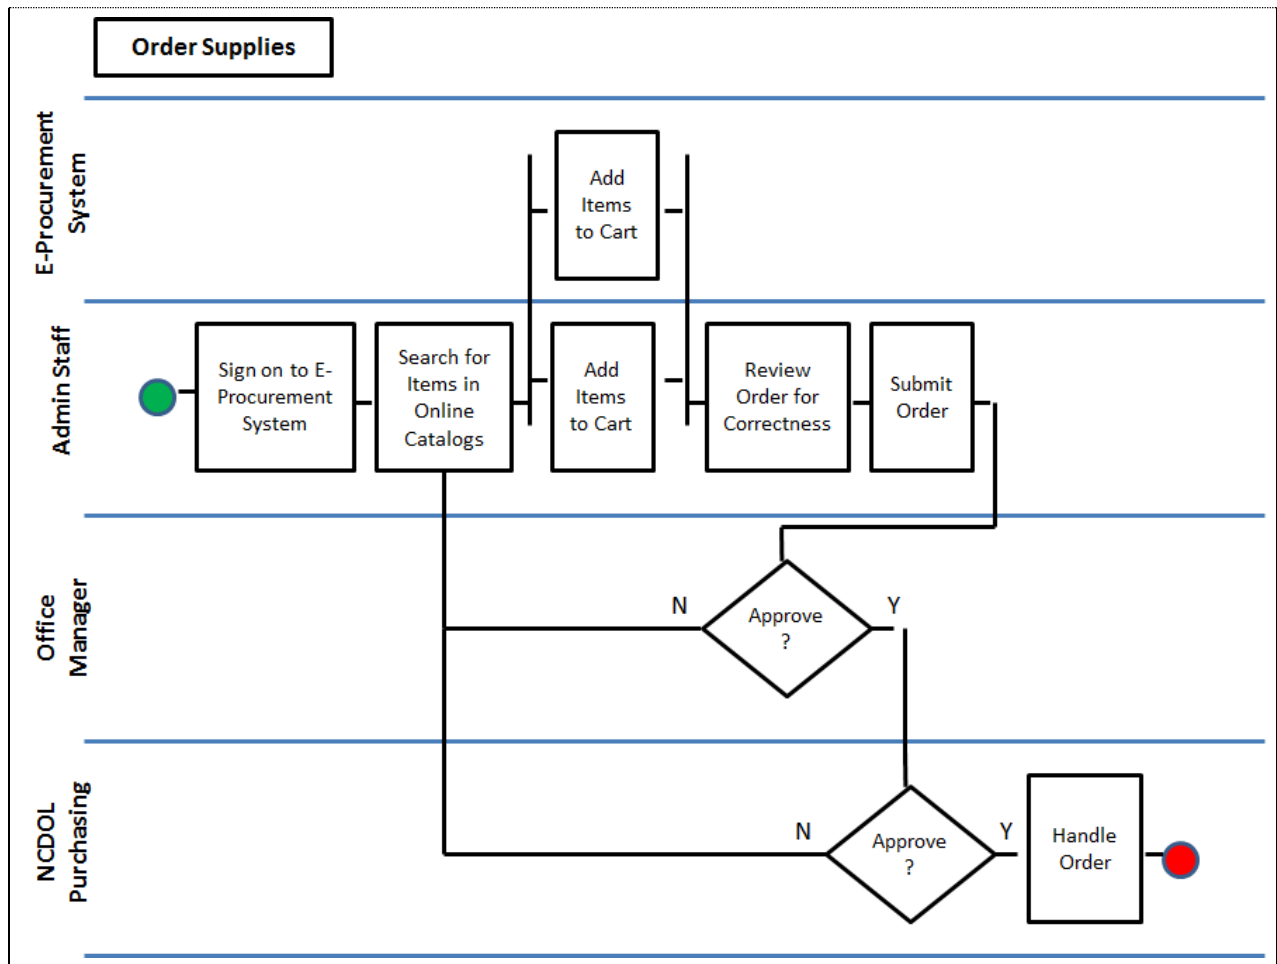 Order Supplies
E-Procurement
System
Add
Items
to Cart
Admin Staff
Sign on to E-
Procurement
System
Search for
Items in
Online
Catalogs
Add
Items
to Cart
Review
Order for
Correctness
Submit
Order
Office
Manager
N
Approve
?
Y
NCDOL
Purchasing
N
Approve
?
Y
Handle
Order